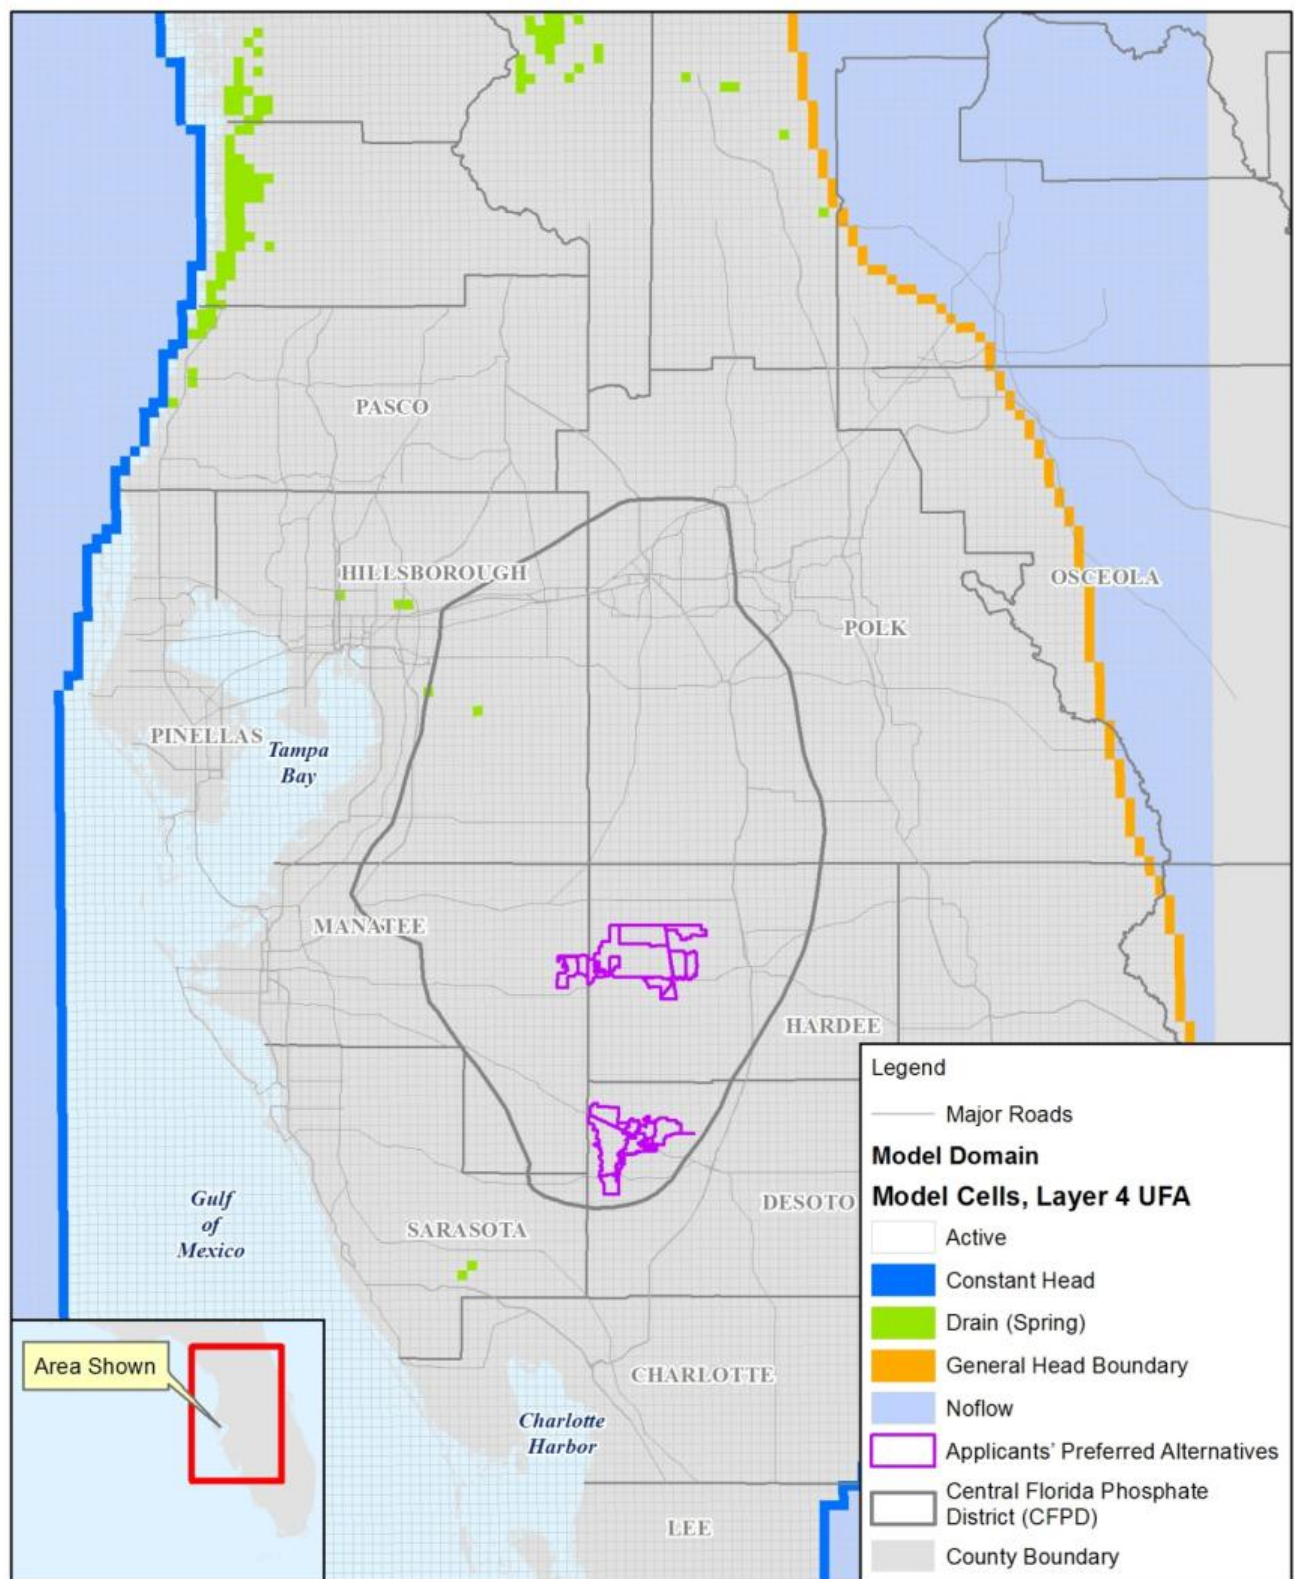 PASCO
HILLSBOROUGH
OSCEOLA
POLK
PINELLAS
Tampa
Bay
MANATEE
HARDEE
Gulf
of
Mexico
DESOTO
SARASOTA
CHARLOTTE
Charlotte
Harbor
LEE
Area Shown
Legend
Major Roads
Model Domain
Model Cells, Layer 4 UFA
Active
Constant Head
Drain (Spring)
General Head Boundary
Noflow
Applicants' Preferred Alternatives
Central Florida Phosphate
District (CFPD)
County Boundary